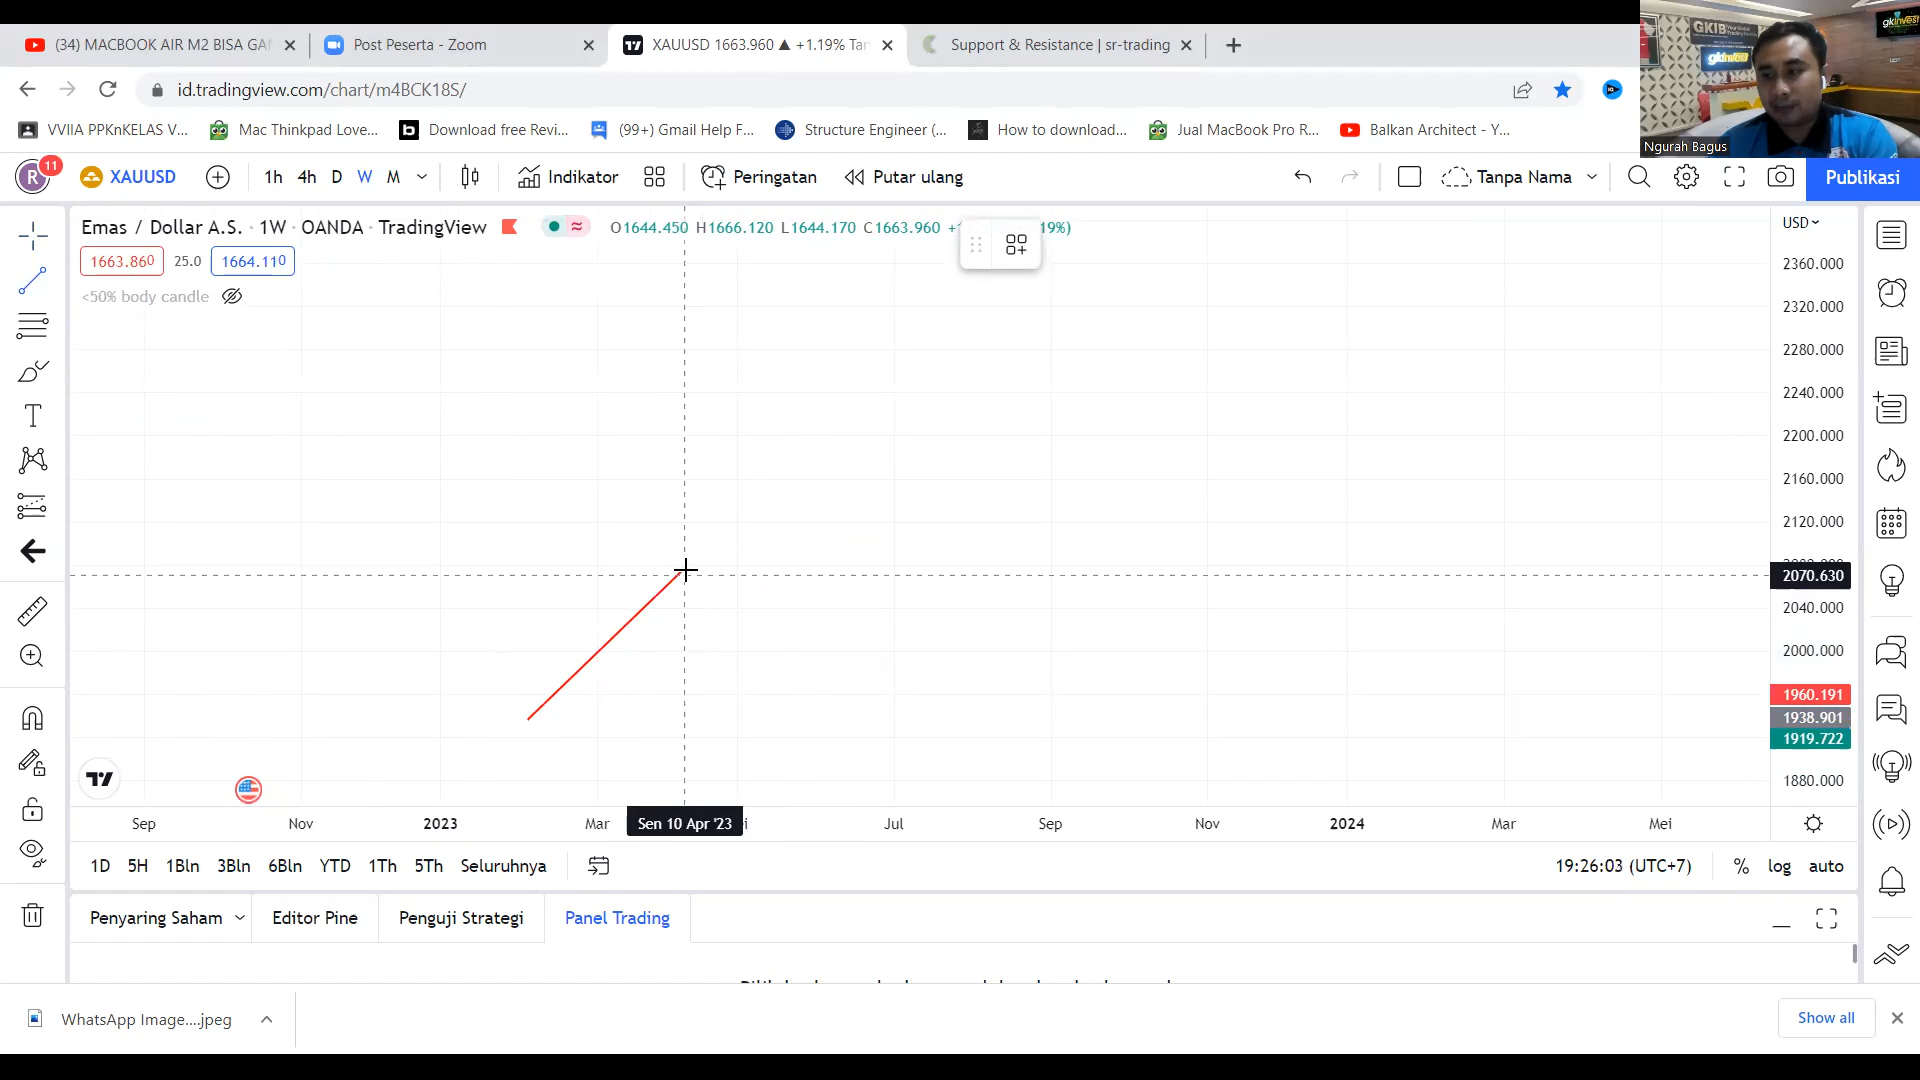 (34) MACBOOK AIR M2 BISA GA
Post Peserta - Zoom
XAUUSD 1663.960 ▲ +1.19% Tan
Support & Resistance | sr-trading
GKIB
gkinvest
gkinvest
Ngurah Bagus
id.tradingview.com/chart/m4BCK18S/
VVIIA PPKnKELAS V...
Mac Thinkpad Love...
Download free Revi...
(99+) Gmail Help F...
Structure Engineer (...
How to download...
Jual MacBook Pro R...
Balkan Architect - Y...
R
11
XAUUSD
1h
4h
D
W
M
Indikator
Peringatan
Putar ulang
Tanpa Nama
Publikasi
Emas / Dollar A.S. · 1W · OANDA · TradingView
O1644.450 H1666.120 L1644.170 C1663.960
19%)
USD
1663.860
25.0
1664.110
<50% body candle
2360.000
2320.000
2280.000
2240.000
2200.000
2160.000
2120.000
2070.630
2040.000
2000.000
1960.191
1938.901
1919.722
1880.000
Sep
Nov
2023
Mar
Sen 10 Apr '23
Jul
Sep
Nov
2024
Mar
Mei
1D
5H
1Bln
3Bln
6Bln
YTD
1Th
5Th
Seluruhnya
19:26:03 (UTC+7)
%
log
auto
Penyaring Saham
Editor Pine
Penguji Strategi
Panel Trading
WhatsApp Image....jpeg
Show all